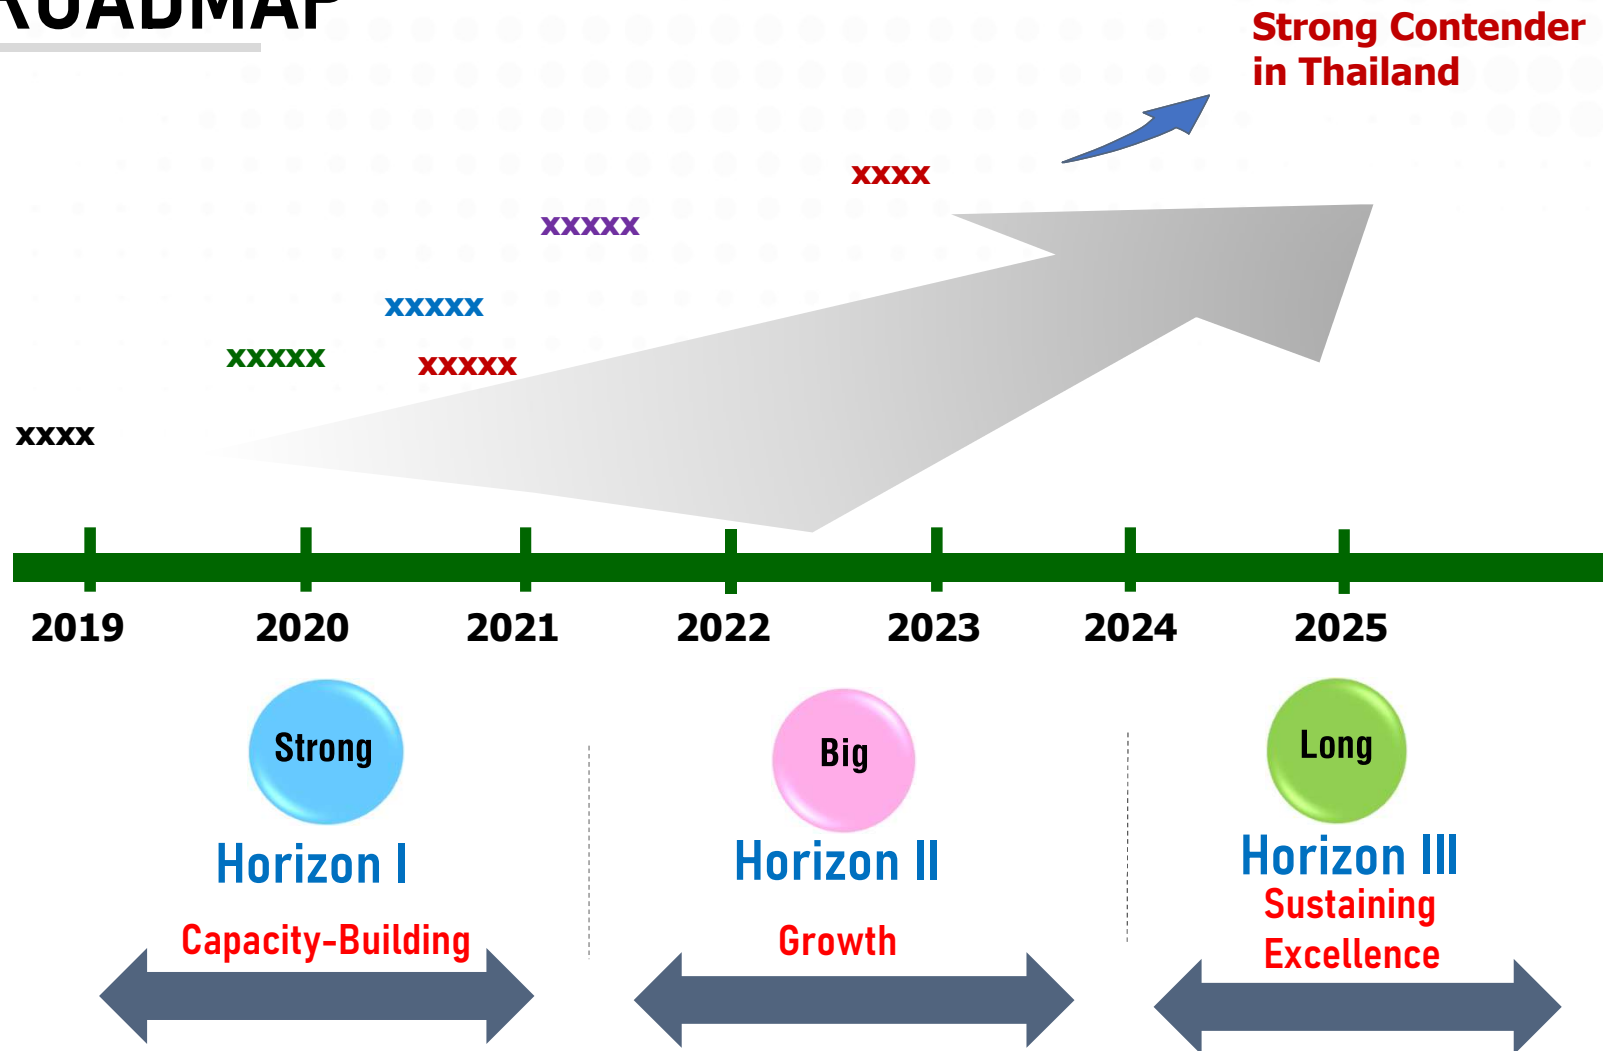 ROADMAP
Strong Contender
in Thailand
xxxx
xxxxx
xxxxx
xxxxx
xxxxx
xxxx
2019 2020 2021 2022 2023 2024 2025
Strong Big Long
Horizon I Horizon II Horizon III
Capacity-Building Growth Sustaining
Excellence